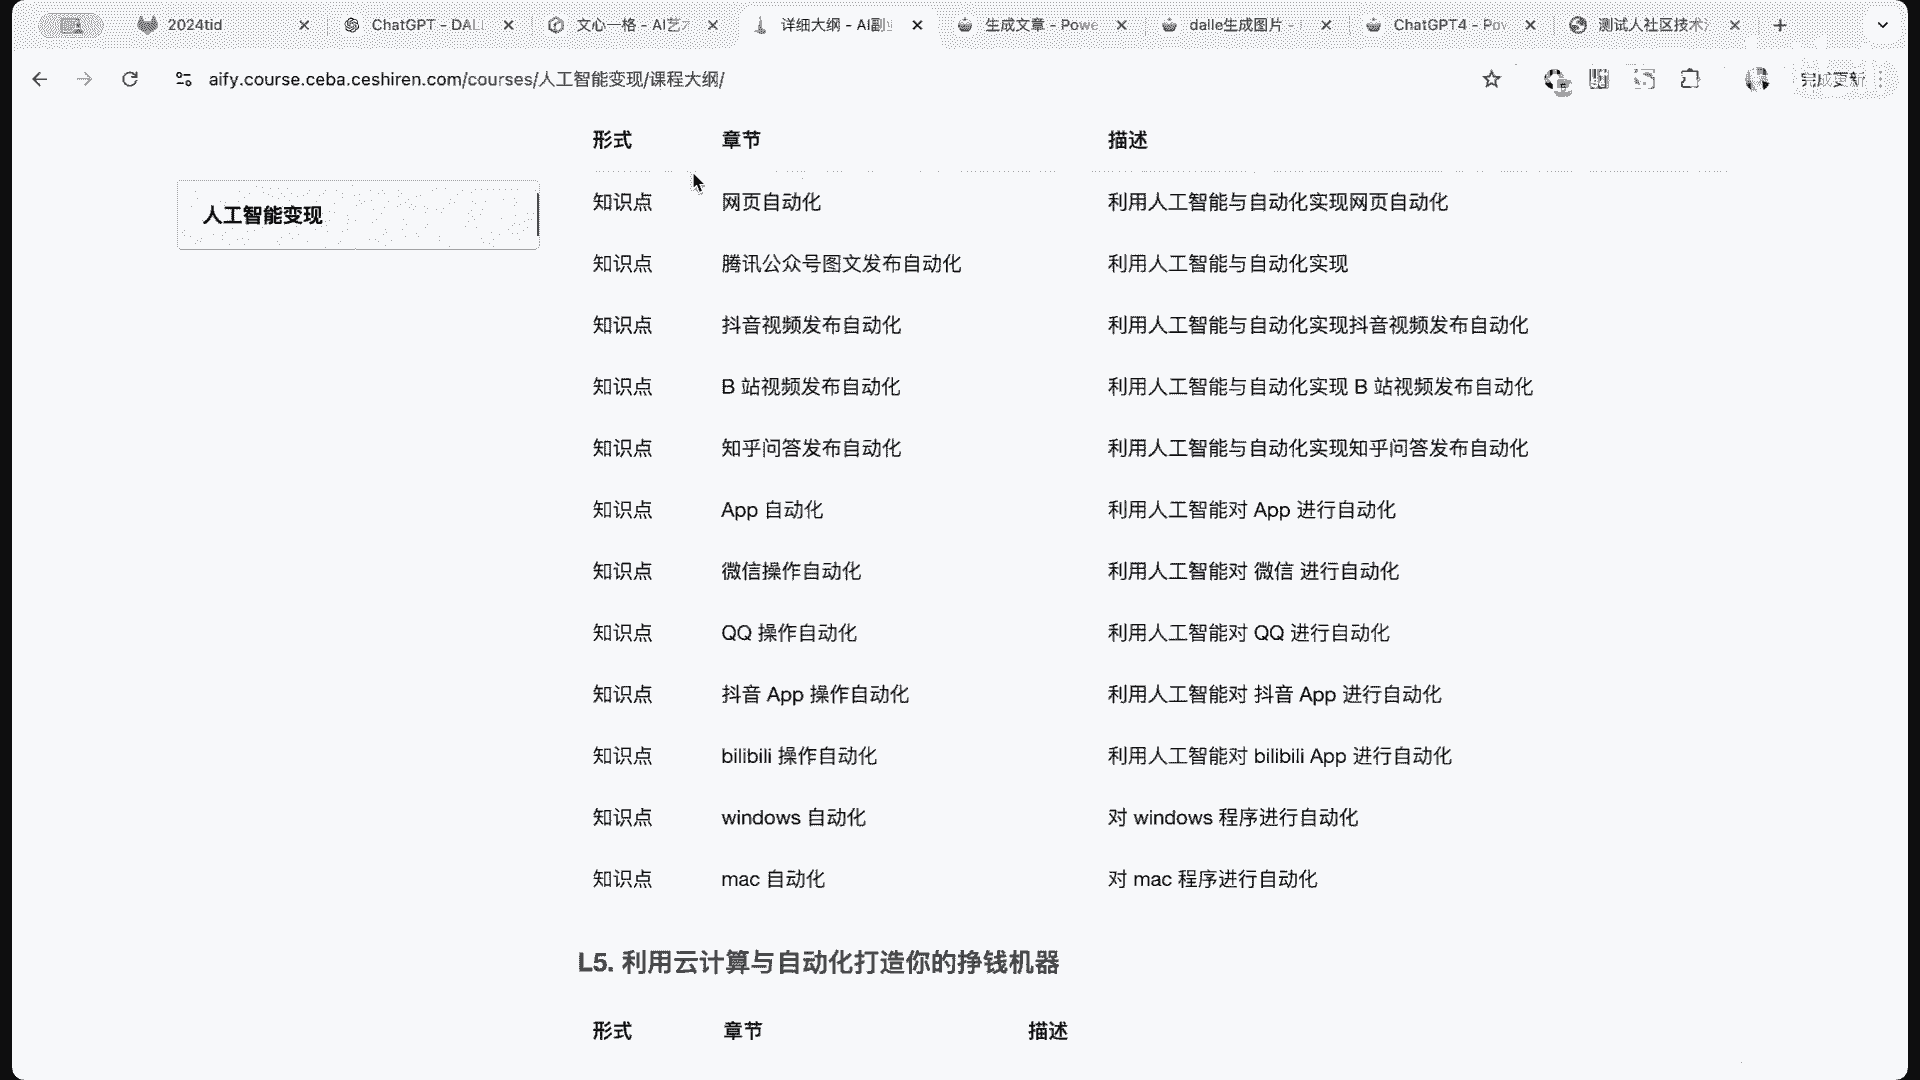 2024tid
ChatGPT - DALL
文心一格 - AI艺
详细大纲 - AI副
生成文章 - Powe
dalle生成图片 -
ChatGPT4 - Pov
测试人社区技术
aify.course.ceba.ceshiren.com/courses/人工智能变现/课程大纲/
完成更新
人工智能变现
形式 章节 描述
知识点 网页自动化 利用人工智能与自动化实现网页自动化
知识点 腾讯公众号图文发布自动化 利用人工智能与自动化实现
知识点 抖音视频发布自动化 利用人工智能与自动化实现抖音视频发布自动化
知识点 B 站视频发布自动化 利用人工智能与自动化实现 B 站视频发布自动化
知识点 知乎问答发布自动化 利用人工智能与自动化实现知乎问答发布自动化
知识点 App 自动化 利用人工智能对 App 进行自动化
知识点 微信操作自动化 利用人工智能对 微信 进行自动化
知识点 QQ 操作自动化 利用人工智能对 QQ 进行自动化
知识点 抖音 App 操作自动化 利用人工智能对 抖音 App 进行自动化
知识点 bilibili 操作自动化 利用人工智能对 bilibili App 进行自动化
知识点 windows 自动化 对 windows 程序进行自动化
知识点 mac 自动化 对 mac 程序进行自动化
L5. 利用云计算与自动化打造你的挣钱机器
形式 章节 描述